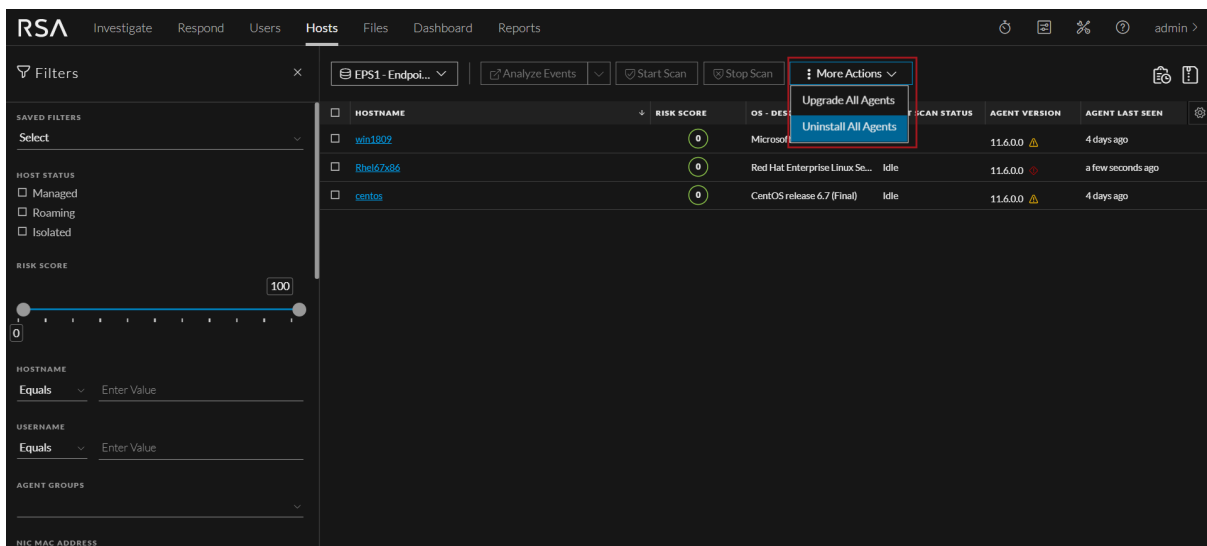 RSA Investigate Respond Users Hosts Files Dashboard Reports admin >
Filters ×
EPS1 - Endpoi... Analyze Events Start Scan Stop Scan More Actions
Upgrade All Agents
Uninstall All Agents
SAVED FILTERS
Select
HOST STATUS
Managed
Roaming
Isolated
RISK SCORE
100
0
HOSTNAME
Equals Enter Value
USERNAME
Equals Enter Value
AGENT GROUPS
NIC MAC ADDRESS
HOSTNAME ↓ RISK SCORE OS - DES SCAN STATUS AGENT VERSION AGENT LAST SEEN
win1809 0 Microsoft 11.6.0.0 4 days ago
Rhel67x86 0 Red Hat Enterprise Linux Se... Idle 11.6.0.0 a few seconds ago
centos 0 CentOS release 6.7 (Final) Idle 11.6.0.0 4 days ago